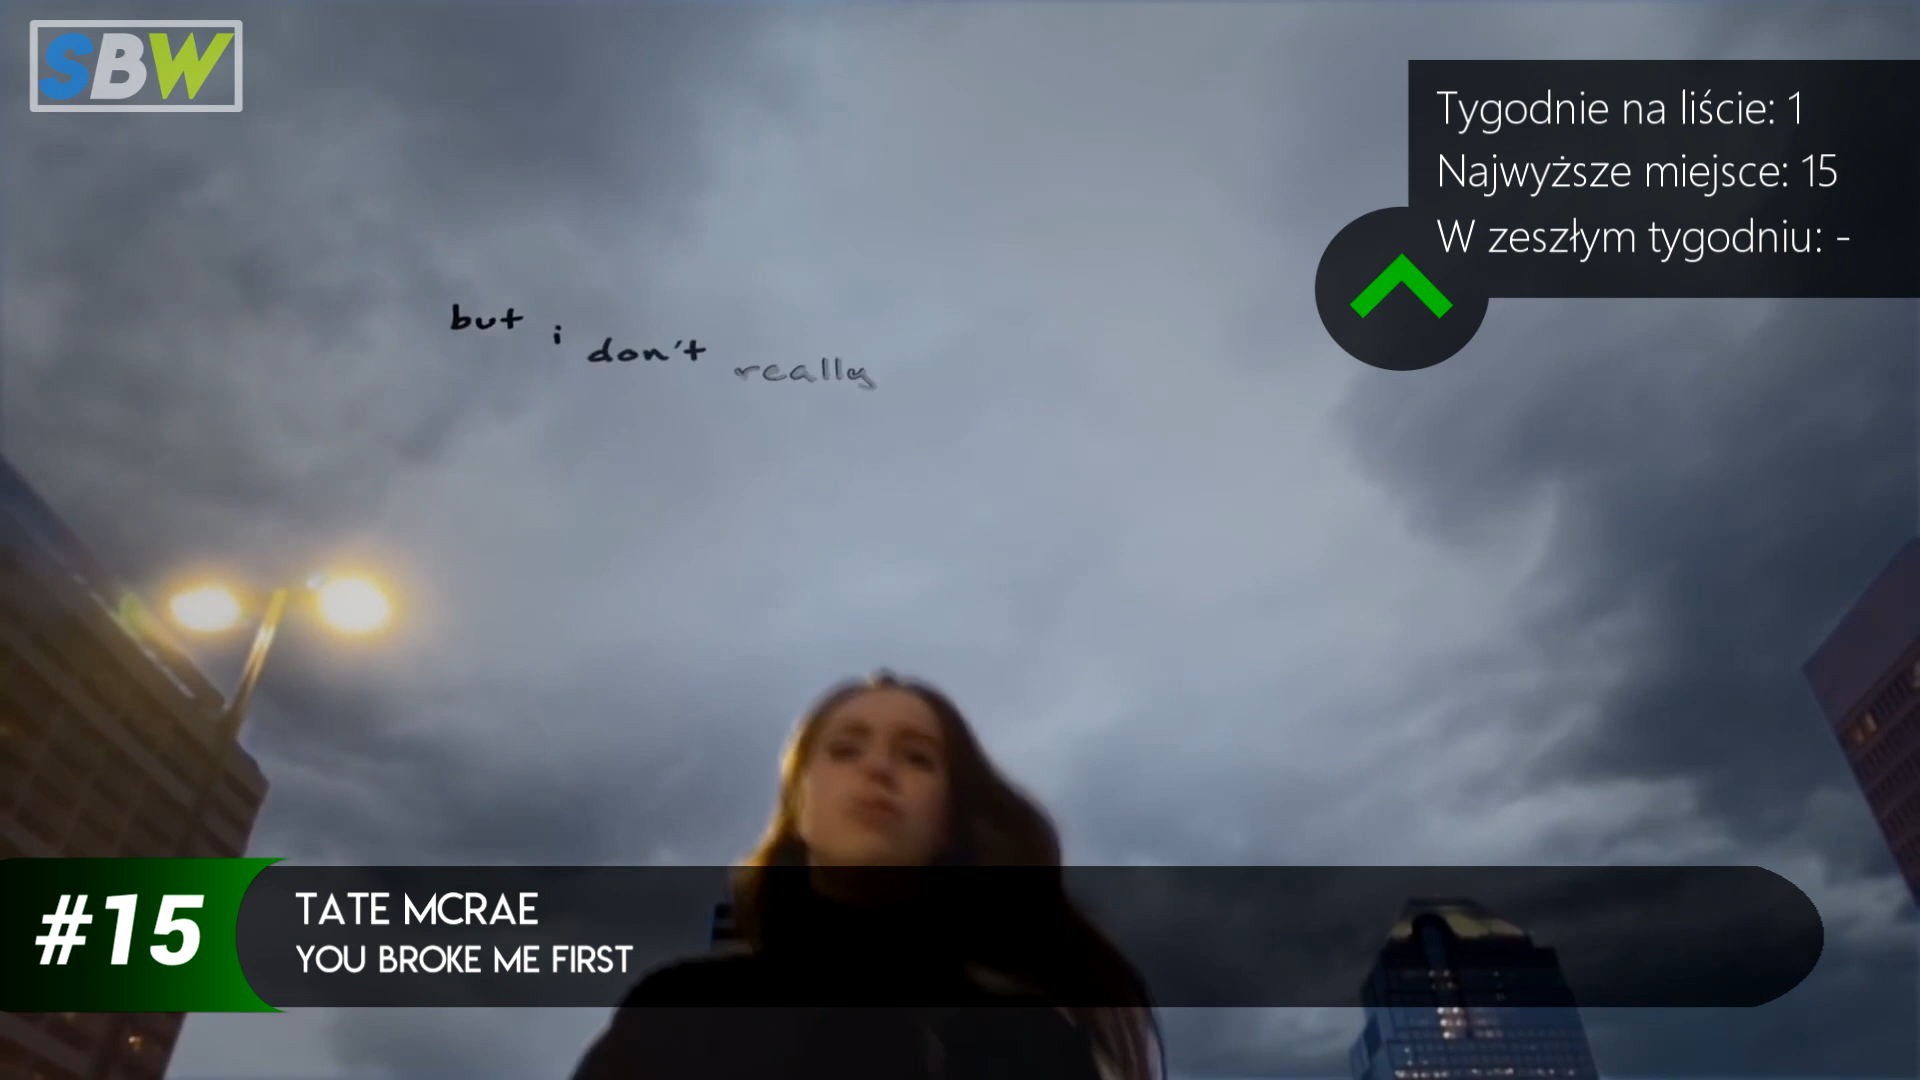 SBW
Tygodnie na liście: 1
Najwyższe miejsce: 15
W zeszłym tygodniu: -
but i don't really
#15
TATE MCRAE
YOU BROKE ME FIRST